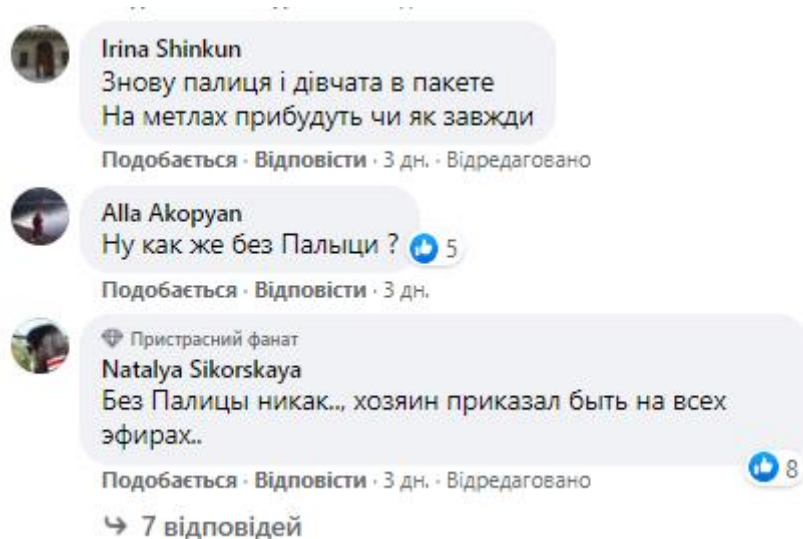 Irina Shinkun
Знову палиця і дівчата в пакете
На метлах прибудуть чи як завжди
Подобається · Відповісти · 3 дн. · Відредаговано
Alla Akopyan
Ну как же без Палыци ? 5
Подобається · Відповісти · 3 дн.
Пристрасний фанат
Natalya Sikorskaya
Без Палицы никак.., хозяин приказал быть на всех
эфирах..
8
Подобається · Відповісти · 3 дн. · Відредаговано
7 відповідей